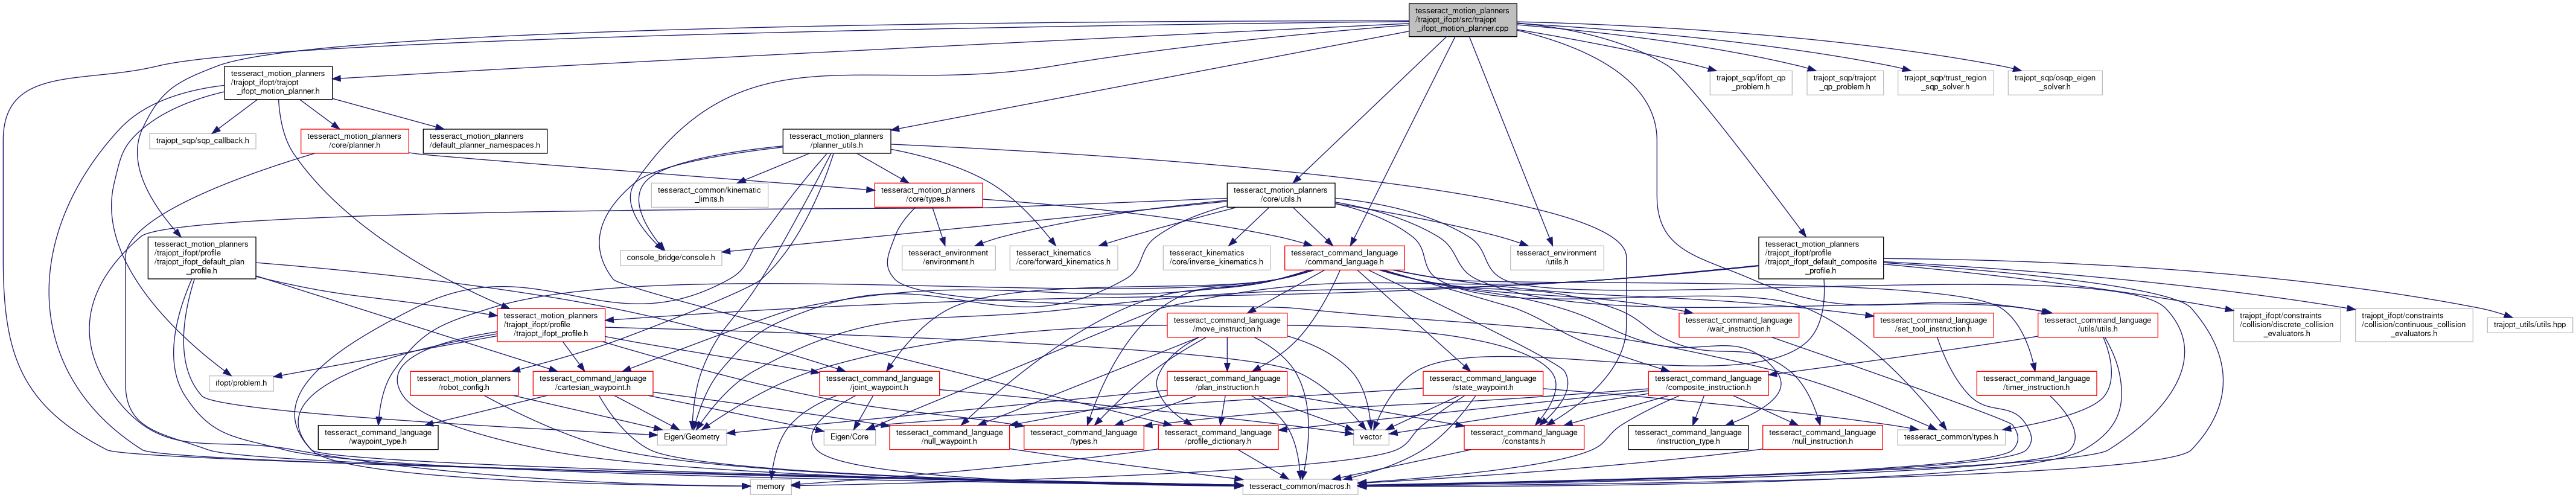 tesseract_motion_planners
/trajopt_ifopt/src/trajopt
_ifopt_motion_planner.cpp
tesseract_motion_planners
/trajopt_ifopt/trajopt
_ifopt_motion_planner.h
trajopt_sqp/ifopt_qp
_problem.h
trajopt_sqp/trajopt
_qp_problem.h
trajopt_sqp/trust_region
_sqp_solver.h
trajopt_sqp/osqp_eigen
_solver.h
trajopt_sqp/sqp_callback.h
tesseract_motion_planners
/core/planner.h
tesseract_motion_planners
/default_planner_namespaces.h
tesseract_motion_planners
/planner_utils.h
tesseract_common/kinematic
_limits.h
tesseract_motion_planners
/core/types.h
tesseract_motion_planners
/core/utils.h
tesseract_motion_planners
/trajopt_ifopt/profile
/trajopt_ifopt_default_plan
_profile.h
console_bridge/console.h
tesseract_environment
/environment.h
tesseract_kinematics
/core/forward_kinematics.h
tesseract_kinematics
/core/inverse_kinematics.h
tesseract_command_language
/command_language.h
tesseract_environment
/utils.h
tesseract_motion_planners
/trajopt_ifopt/profile
/trajopt_ifopt_default_composite
_profile.h
tesseract_motion_planners
/trajopt_ifopt/profile
/trajopt_ifopt_profile.h
tesseract_command_language
/move_instruction.h
tesseract_command_language
/wait_instruction.h
tesseract_command_language
/set_tool_instruction.h
tesseract_command_language
/utils/utils.h
trajopt_ifopt/constraints
/collision/discrete_collision
_evaluators.h
trajopt_ifopt/constraints
/collision/continuous_collision
_evaluators.h
trajopt_utils/utils.hpp
ifopt/problem.h
tesseract_motion_planners
/robot_config.h
tesseract_command_language
/cartesian_waypoint.h
tesseract_command_language
/joint_waypoint.h
tesseract_command_language
/plan_instruction.h
tesseract_command_language
/state_waypoint.h
tesseract_command_language
/composite_instruction.h
tesseract_command_language
/timer_instruction.h
tesseract_command_language
/waypoint_type.h
Eigen/Geometry
Eigen/Core
tesseract_command_language
/null_waypoint.h
tesseract_command_language
/types.h
tesseract_command_language
/profile_dictionary.h
vector
tesseract_command_language
/constants.h
tesseract_command_language
/instruction_type.h
tesseract_command_language
/null_instruction.h
tesseract_common/types.h
memory
tesseract_common/macros.h